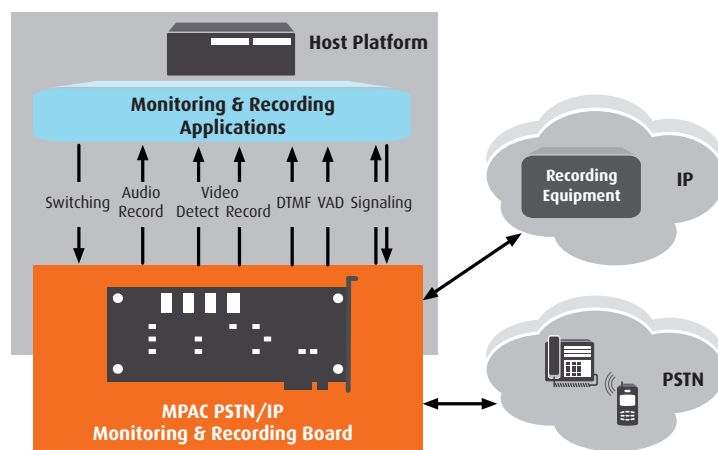 Host Platform
Monitoring & Recording
Applications
Switching
Audio
Record
Video
Detect Record
DTMF
VAD
Signaling
MPAC PSTN/IP
Monitoring & Recording Board
Recording
Equipment
IP
PSTN